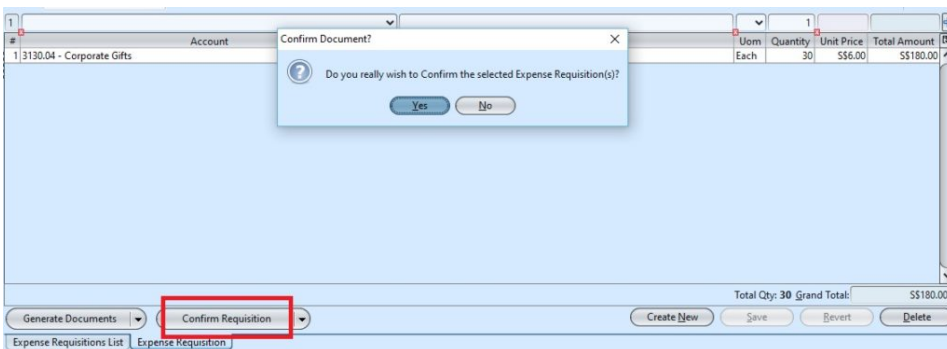 1 1
# Account Uom Quantity Unit Price Total Amount
1 3130.04 - Corporate Gifts Each 30 S$6.00 S$180.00
Confirm Document?
Do you really wish to Confirm the selected Expense Requisition(s)?
Yes No
Total Qty: 30 Grand Total: S$180.00
Generate Documents Confirm Requisition Create New Save Revert Delete
Expense Requisitions List Expense Requisition